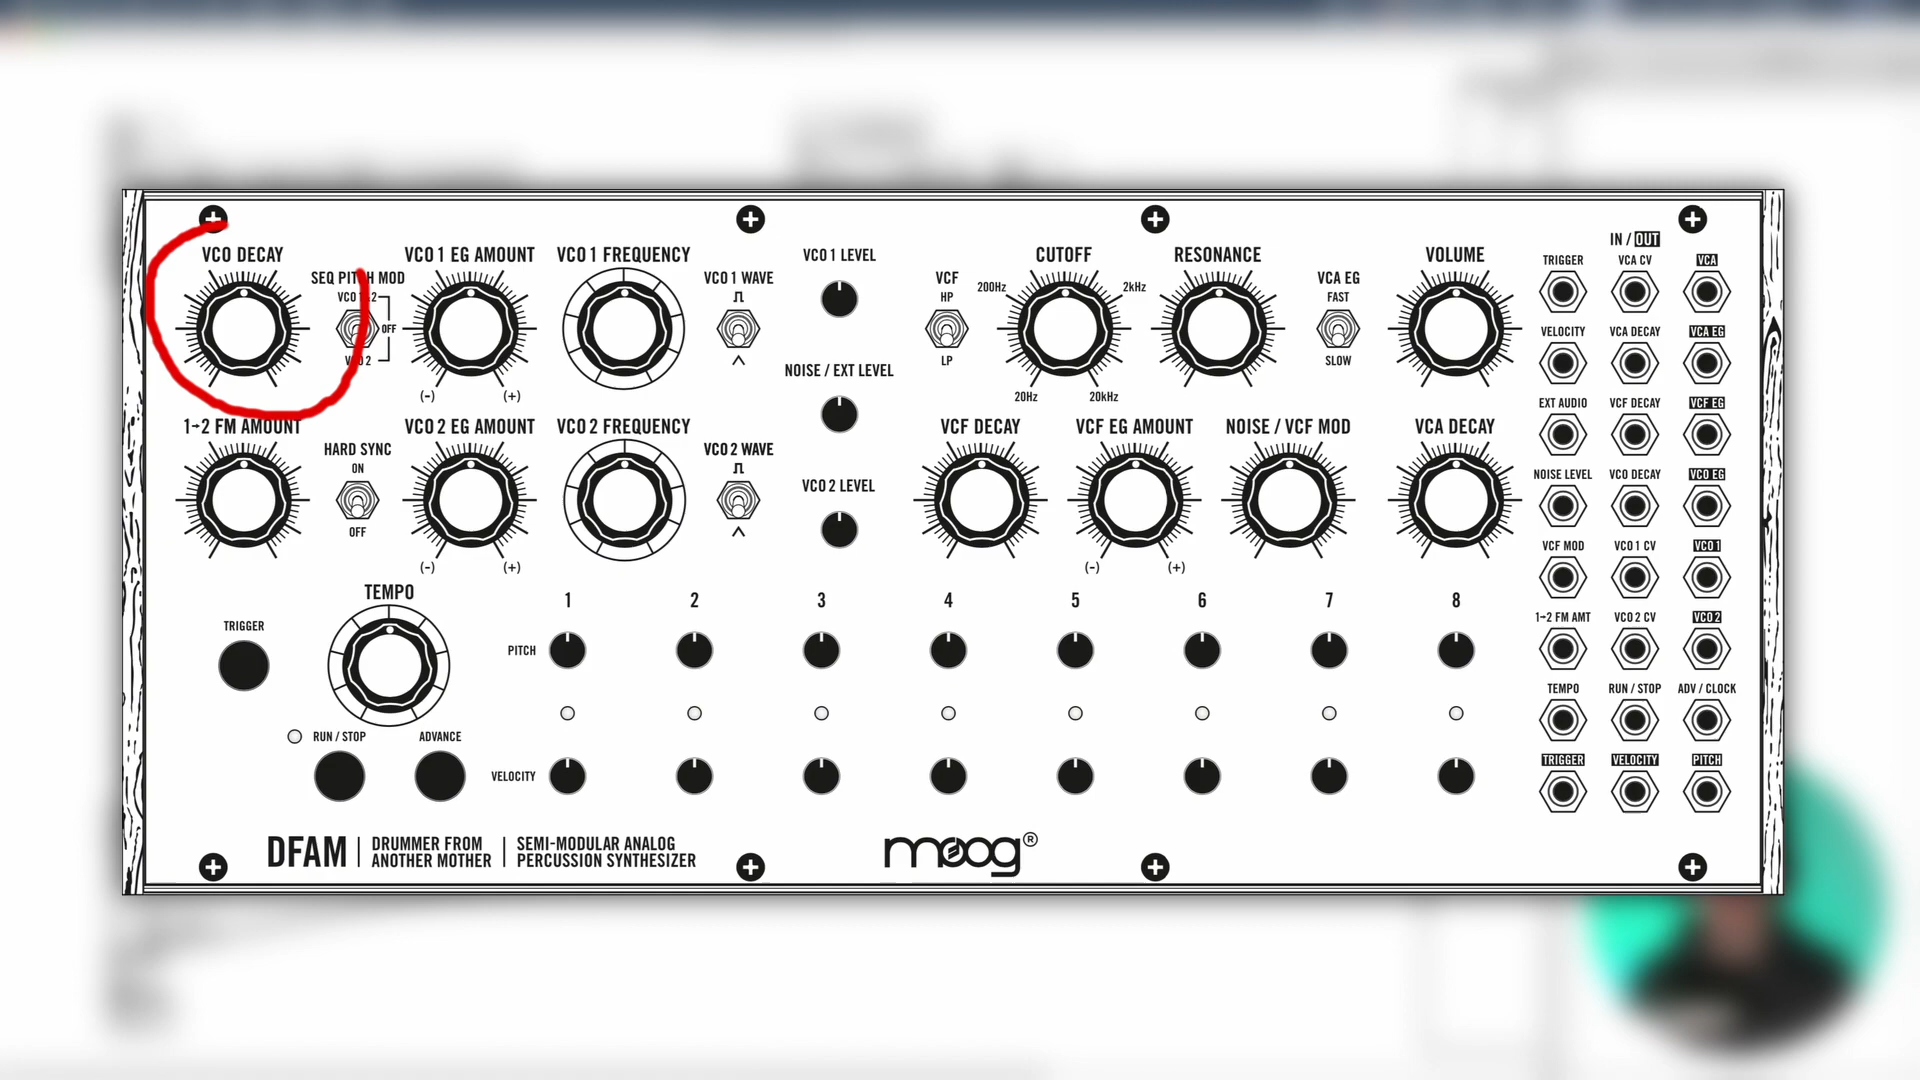 VCO DECAY
SEQ PITCH MOD
VCO 1&2
OFF
VCO 2
VCO 1 EG AMOUNT
(-) (+)
VCO 1 FREQUENCY
VCO 1 WAVE
VCO 1 LEVEL
NOISE / EXT LEVEL
VCO 2 LEVEL
VCF
HP
LP
CUTOFF
200Hz 2kHz
20Hz 20kHz
RESONANCE
VCA EG
FAST
SLOW
VOLUME
1→2 FM AMOUNT
HARD SYNC
ON
OFF
VCO 2 EG AMOUNT
(-) (+)
VCO 2 FREQUENCY
VCO 2 WAVE
VCF DECAY
VCF EG AMOUNT
(-) (+)
NOISE / VCF MOD
VCA DECAY
IN / OUT
TRIGGER VCA CV VCA
VELOCITY VCA DECAY VCA EG
EXT AUDIO VCF DECAY VCF EG
NOISE LEVEL VCO DECAY VCO EG
VCF MOD VCO 1 CV VCO 1
1→2 FM AMT VCO 2 CV VCO 2
TEMPO RUN / STOP ADV / CLOCK
TRIGGER VELOCITY PITCH
TRIGGER
TEMPO
RUN / STOP
ADVANCE
1 2 3 4 5 6 7 8
PITCH
VELOCITY
DFAM | DRUMMER FROM ANOTHER MOTHER | SEMI-MODULAR ANALOG PERCUSSION SYNTHESIZER
moog®